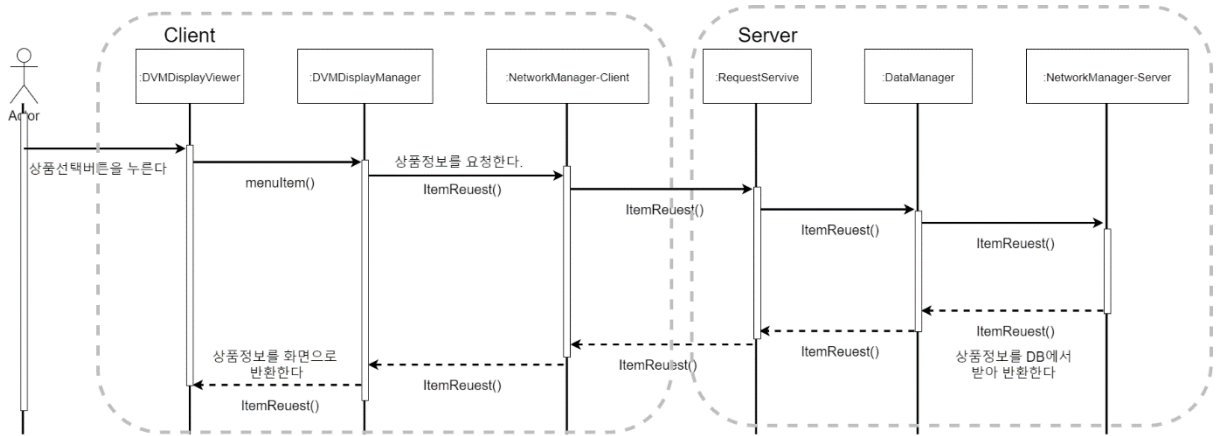 Client
Server
:DVMDisplayViewer
:DVMDisplayManager
:NetworkManager-Client
:RequestServive
:DataManager
:NetworkManager-Server
Actor
상품선택버튼을 누른다
menuItem()
상품정보를 요청한다.
ItemReuest()
ItemReuest()
ItemReuest()
ItemReuest()
ItemReuest()
상품정보를 DB에서
받아 반환한다
ItemReuest()
ItemReuest()
ItemReuest()
상품정보를 화면으로
반환한다
ItemReuest()